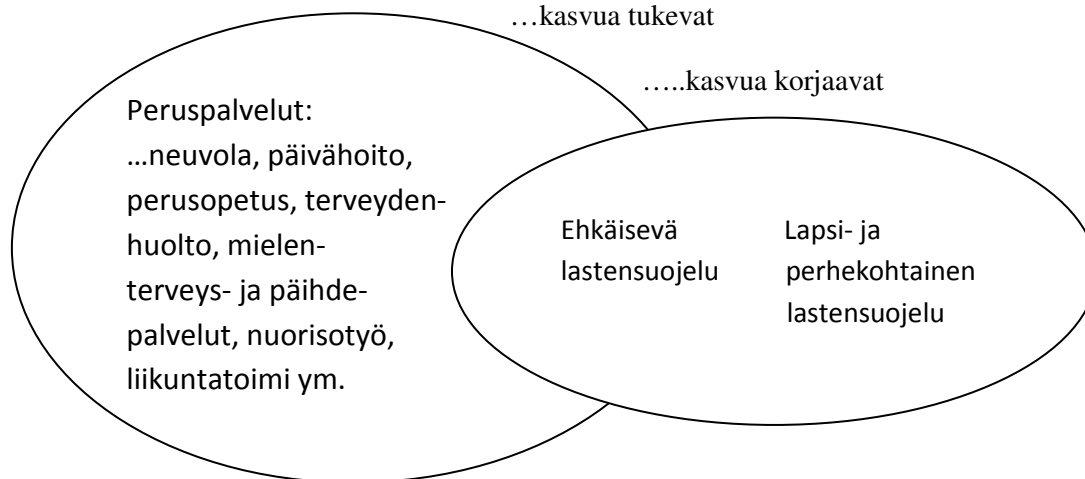 …kasvua tukevat
…..kasvua korjaavat
Peruspalvelut:
…neuvola, päivähoito,
perusopetus, terveyden-
huolto, mielen-
terveys- ja päihde-
palvelut, nuorisotyö,
liikuntatoimi ym.
Ehkäisevä
lastensuojelu
Lapsi- ja
perhekohtainen
lastensuojelu